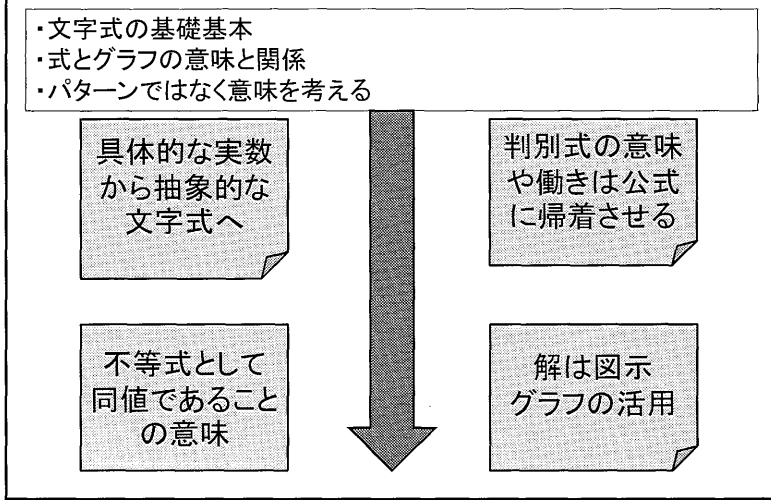 ・文字式の基礎基本
・式とグラフの意味と関係
・パターンではなく意味を考える
具体的な実数
から抽象的な
文字式へ
判別式の意味
や働きは公式
に帰着させる
不等式として
同値であること
の意味
解は図示
グラフの活用